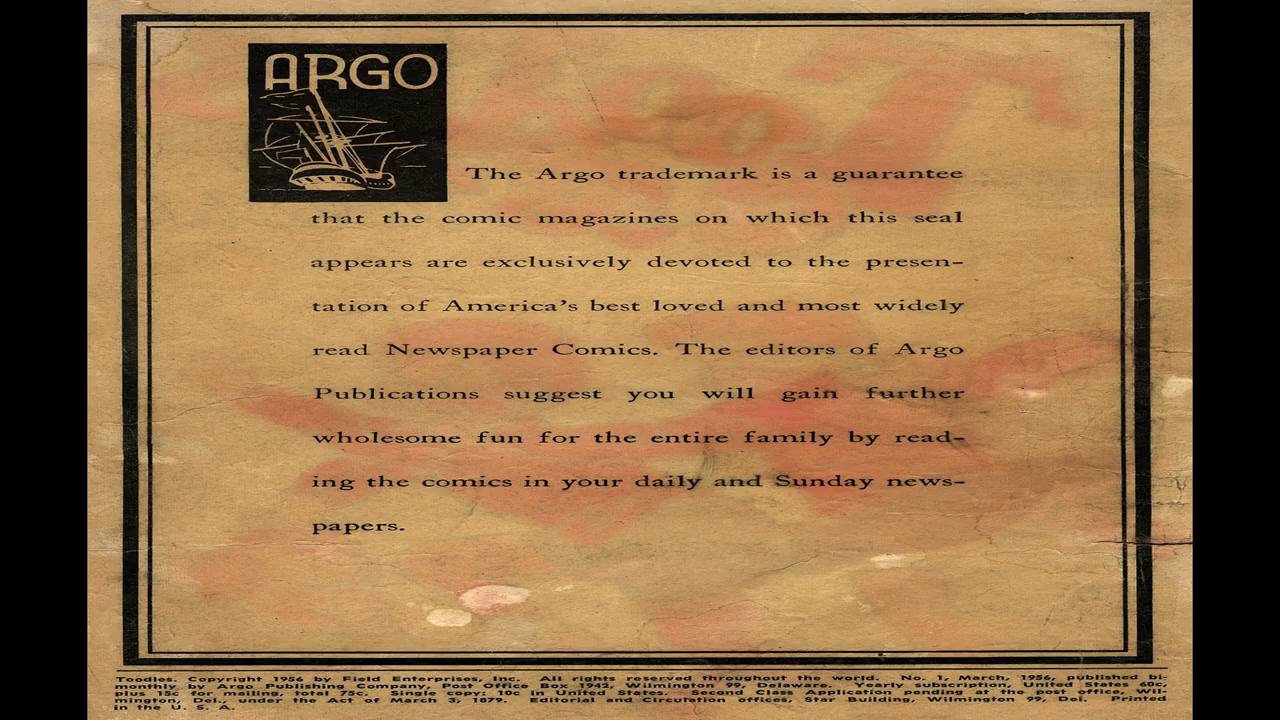 ARGO
The Argo trademark is a guarantee
that the comic magazines on which this seal
appears are exclusively devoted to the presen-
tation of America's best loved and most widely
read Newspaper Comics. The editors of Argo
Publications suggest you will gain further
wholesome fun for the entire family by read-
ing the comics in your daily and Sunday news-
papers.
Toodles. Copyright 1956 by Field Enterprises, Inc. All rights reserved throughout the world. No. 1, March, 1956, published bi-
monthly by Argo Publishing Company, Post Office Box 1942, Wilmington 99, Delaware. Yearly subscription, United States 60c,
plus 15c for mailing, total 75c. Single copy: 10c in United States. Second Class Application pending at the post office, Wil-
mington, Del., under the Act of March 3, 1879. Editorial and Circulation offices, Star Building, Wilmington 99, Del. Printed
in the U. S. A.